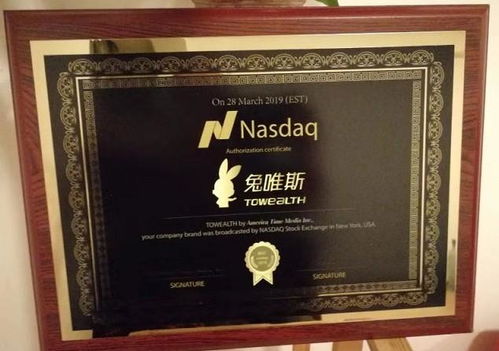 On 28 March 2019 (EST)
Nasdaq
Authorization certificate
兔唯斯
TOWEALTH
TOWEALTH by America Time Media Inc.,
your company brand was broadcasted by NASDAQ Stock Exchange in New York, USA.
SIGNATURE
SIGNATURE